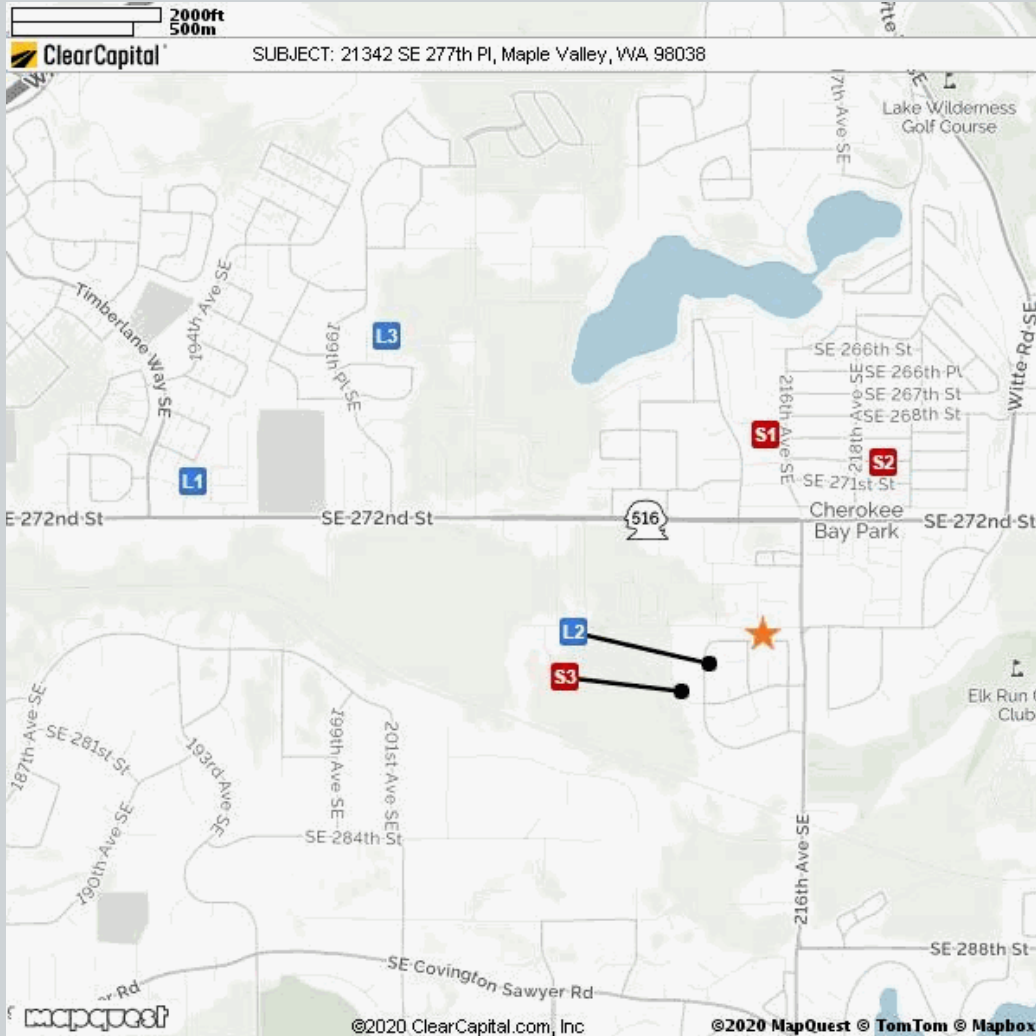 2000ft
500m
ClearCapital
SUBJECT: 21342 SE 277th Pl, Maple Valley, WA 98038
Lake Wilderness
Golf Course
Timberlane Way SE
194th Ave SE
199th Pl SE
L3
L1
SE 266th St
SE 266th Pl
SE 267th St
SE 268th St
216th Ave SE
218th Ave SE
Witte Rd SE
S1
S2
SE 271st St
Cherokee
Bay Park
E 272nd St
SE 272nd St
516
SE 272nd St
L2
S3
Elk Run
Club
187th Ave SE
SE 281st St
193rd Ave SE
190th Ave SE
199th Ave SE
201st Ave SE
SE 284th St
216th Ave SE
SE 288th St
SE Covington Sawyer Rd
mapquest
©2020 ClearCapital.com, Inc
©2020 MapQuest © TomTom © Mapbox